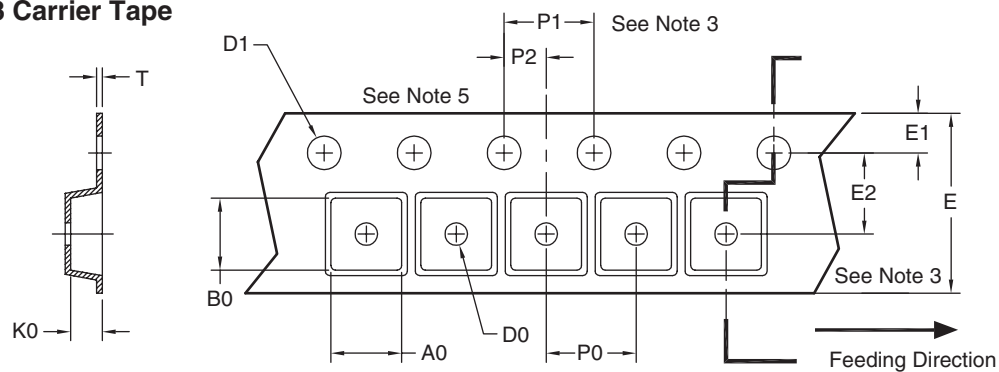 Carrier Tape
P1
See Note 3
D1
P2
T
See Note 5
E1
E2
E
B0
See Note 3
K0
D0
A0
P0
Feeding Direction